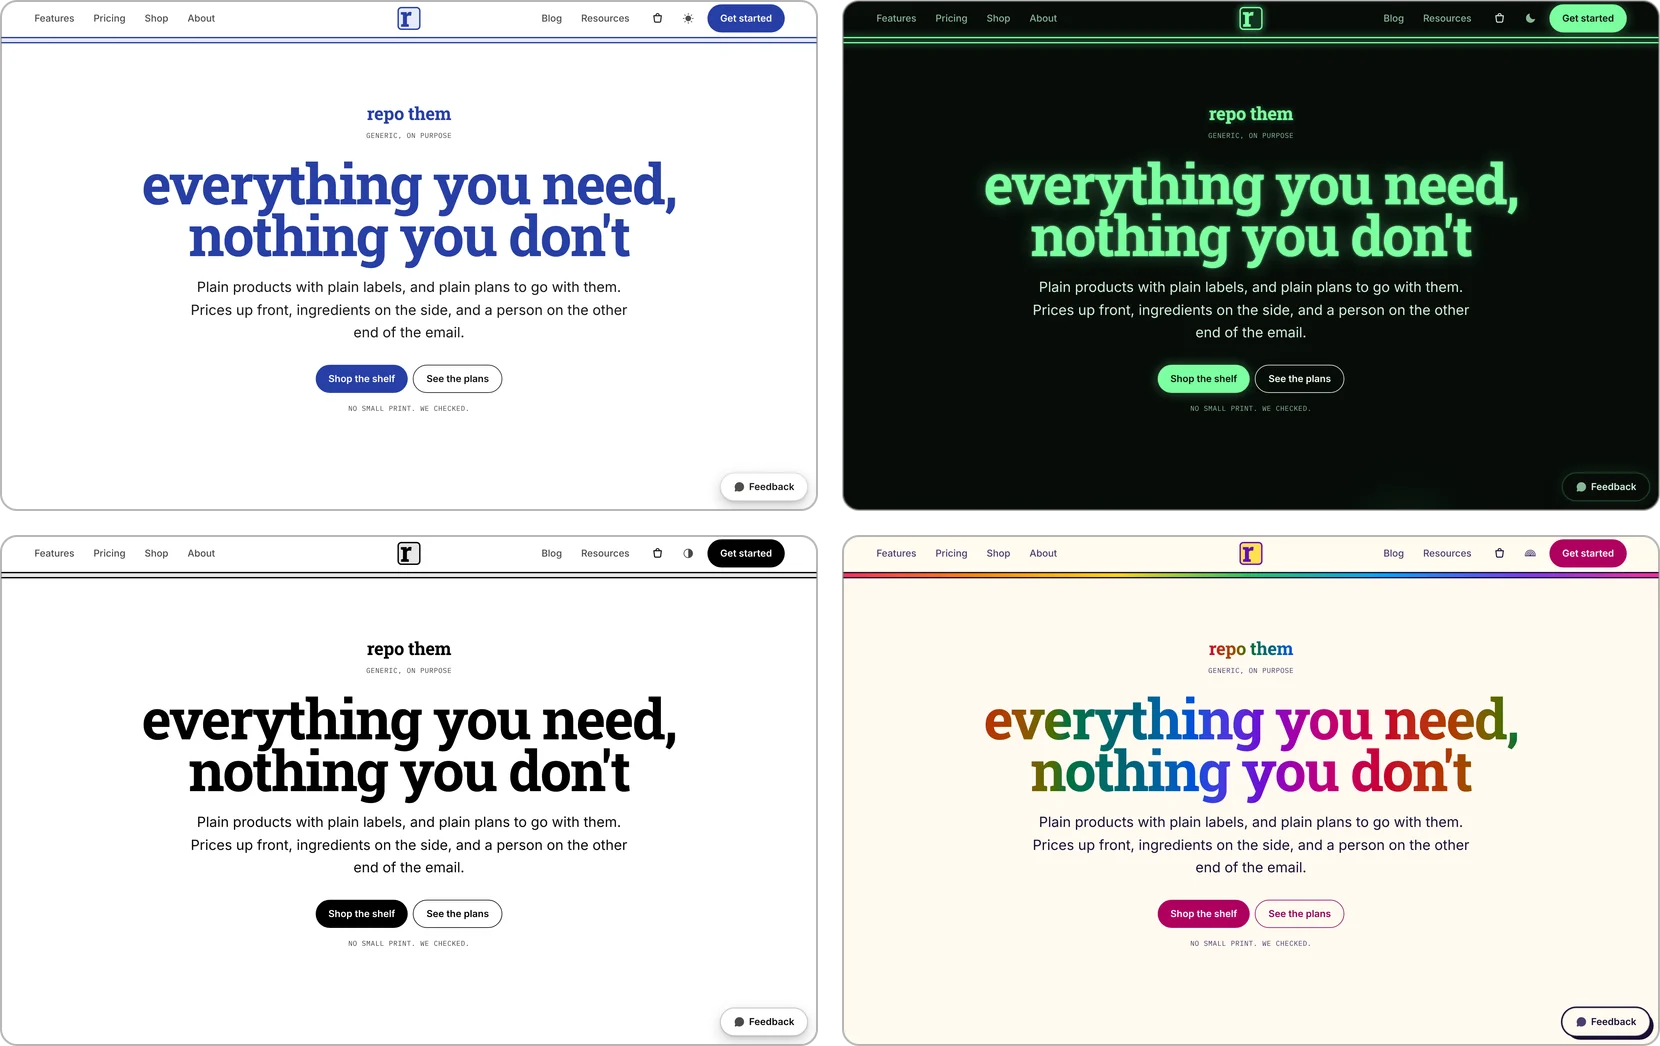 Features Pricing Shop About r Blog Resources Get started
repo them
GENERIC, ON PURPOSE
everything you need,
nothing you don't
Plain products with plain labels, and plain plans to go with them.
Prices up front, ingredients on the side, and a person on the other
end of the email.
Shop the shelf See the plans
NO SMALL PRINT. WE CHECKED.
Feedback
Features Pricing Shop About r Blog Resources Get started
repo them
GENERIC, ON PURPOSE
everything you need,
nothing you don't
Plain products with plain labels, and plain plans to go with them.
Prices up front, ingredients on the side, and a person on the other
end of the email.
Shop the shelf See the plans
NO SMALL PRINT. WE CHECKED.
Feedback
Features Pricing Shop About r Blog Resources Get started
repo them
GENERIC, ON PURPOSE
everything you need,
nothing you don't
Plain products with plain labels, and plain plans to go with them.
Prices up front, ingredients on the side, and a person on the other
end of the email.
Shop the shelf See the plans
NO SMALL PRINT. WE CHECKED.
Feedback
Features Pricing Shop About r Blog Resources Get started
repo them
GENERIC, ON PURPOSE
everything you need,
nothing you don't
Plain products with plain labels, and plain plans to go with them.
Prices up front, ingredients on the side, and a person on the other
end of the email.
Shop the shelf See the plans
NO SMALL PRINT. WE CHECKED.
Feedback